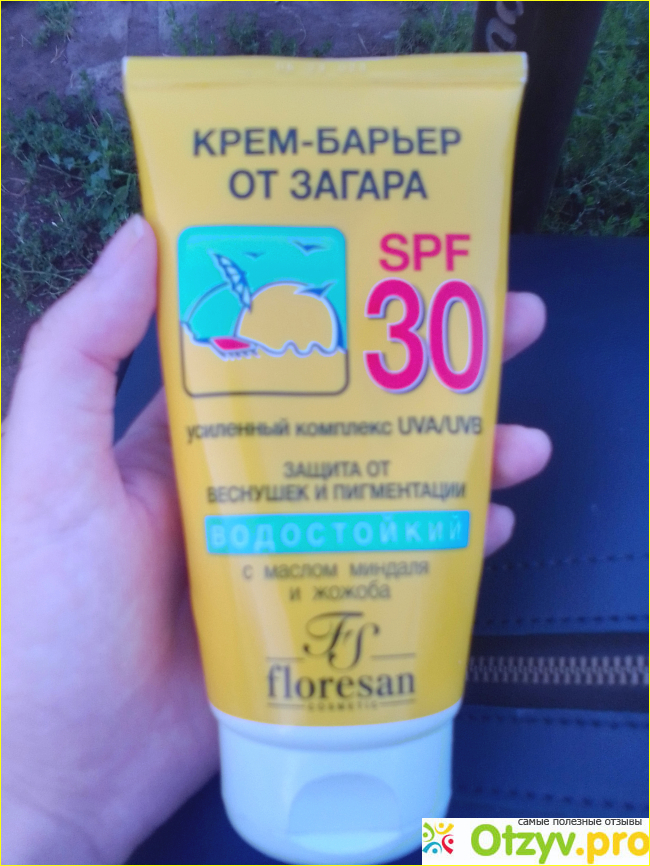 КРЕМ-БАРЬЕР
ОТ ЗАГАРА
SPF
30
усиленный комплекс UVA/UVB
ЗАЩИТА ОТ
ВЕСНУШЕК И ПИГМЕНТАЦИИ
ВОДОСТОЙКИЙ
с маслом миндаля
и жожоба
FS
floresan
COSMETIC
самые полезные отзывы
Otzyv.pro